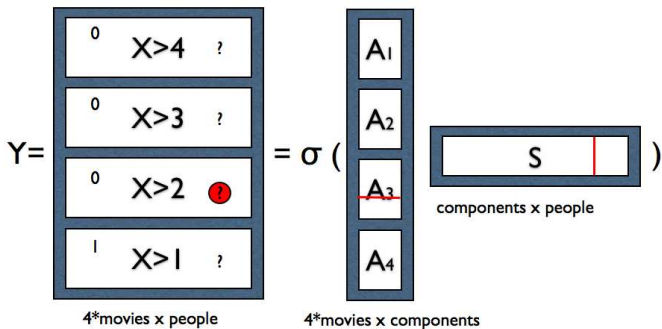 0 X>4 ?
0 X>3 ?
Y=
0 X>2 ?
1 X>1 ?
4*movies x people
= σ (
A1
A2
A3
A4
4*movies x components
S
)
components x people